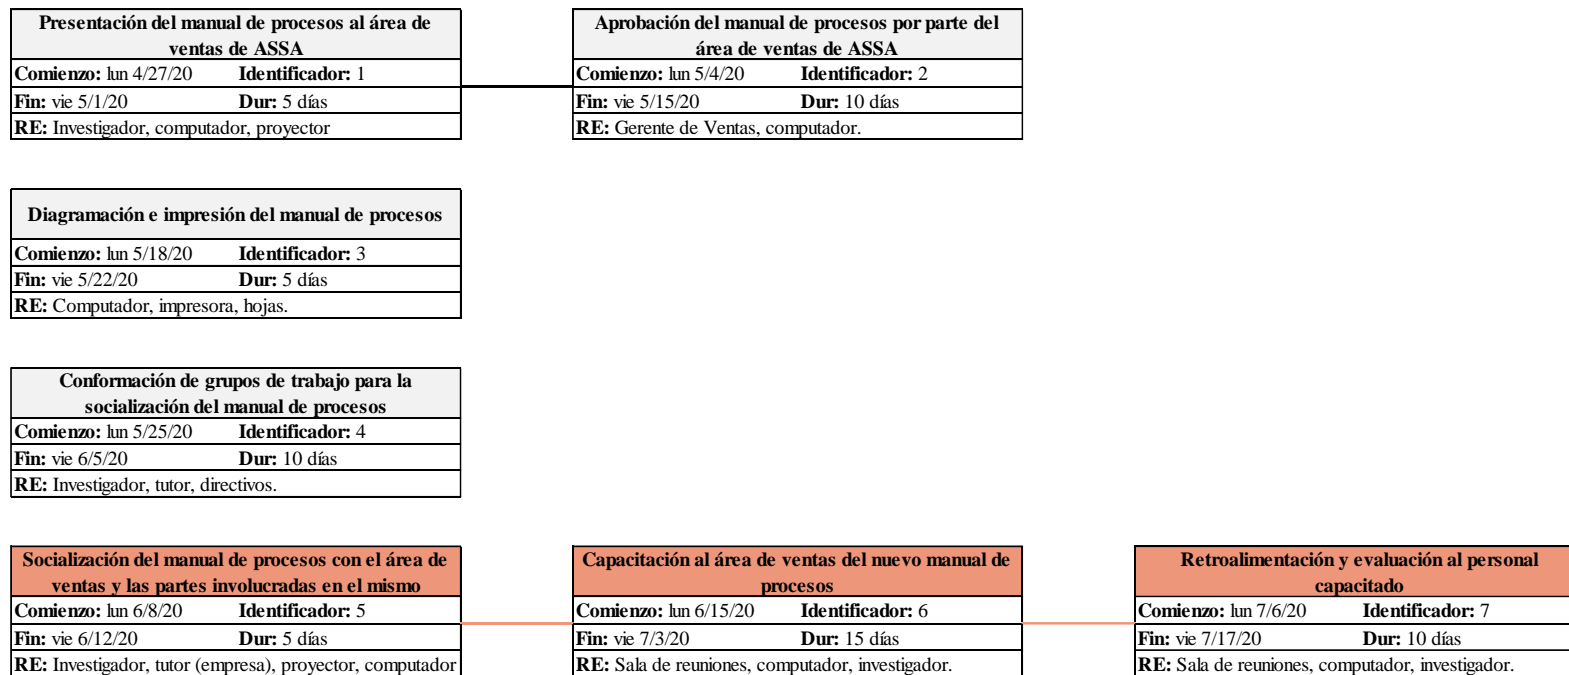 Presentación del manual de procesos al área de
ventas de ASSA
Comienzo: lun 4/27/20 Identificador: 1
Fin: vie 5/1/20 Dur: 5 días
RE: Investigador, computador, proyector
Aprobación del manual de procesos por parte del
área de ventas de ASSA
Comienzo: lun 5/4/20 Identificador: 2
Fin: vie 5/15/20 Dur: 10 días
RE: Gerente de Ventas, computador.
Diagramación e impresión del manual de procesos
Comienzo: lun 5/18/20 Identificador: 3
Fin: vie 5/22/20 Dur: 5 días
RE: Computador, impresora, hojas.
Conformación de grupos de trabajo para la
socialización del manual de procesos
Comienzo: lun 5/25/20 Identificador: 4
Fin: vie 6/5/20 Dur: 10 días
RE: Investigador, tutor, directivos.
Socialización del manual de procesos con el área de
ventas y las partes involucradas en el mismo
Comienzo: lun 6/8/20 Identificador: 5
Fin: vie 6/12/20 Dur: 5 días
RE: Investigador, tutor (empresa), proyector, computador
Capacitación al área de ventas del nuevo manual de
procesos
Comienzo: lun 6/15/20 Identificador: 6
Fin: vie 7/3/20 Dur: 15 días
RE: Sala de reuniones, computador, investigador.
Retroalimentación y evaluación al personal
capacitado
Comienzo: lun 7/6/20 Identificador: 7
Fin: vie 7/17/20 Dur: 10 días
RE: Sala de reuniones, computador, investigador.